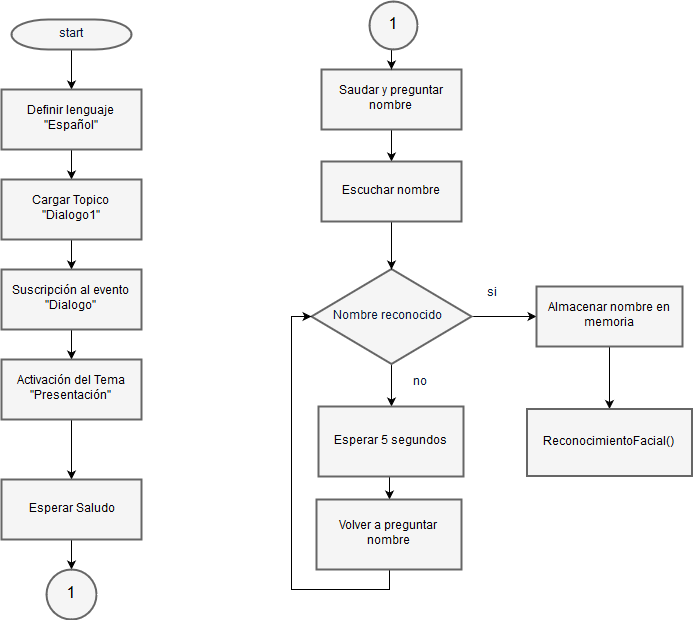 start
Definir lenguaje
"Español"
Cargar Topico
"Dialogo1"
Suscripción al evento
"Dialogo"
Activación del Tema
"Presentación"
Esperar Saludo
1
1
Saudar y preguntar
nombre
Escuchar nombre
Nombre reconocido
si
Almacenar nombre en
memoria
ReconocimientoFacial()
no
Esperar 5 segundos
Volver a preguntar
nombre